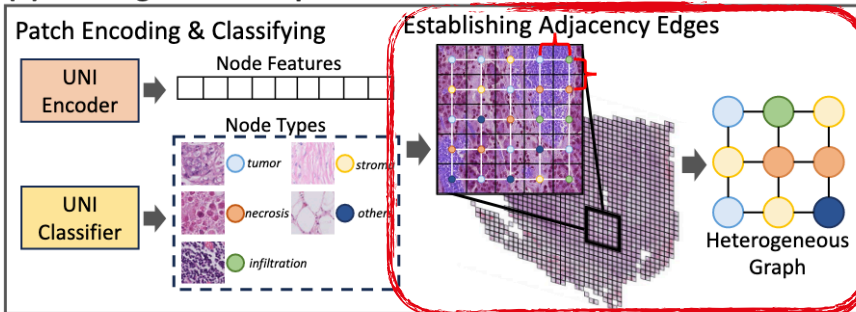 Patch Encoding & Classifying
Establishing Adjacency Edges
UNI
Encoder
Node Features
Node Types
UNI
Classifier
tumor
stroma
necrosis
other
infiltration
Heterogeneous
Graph